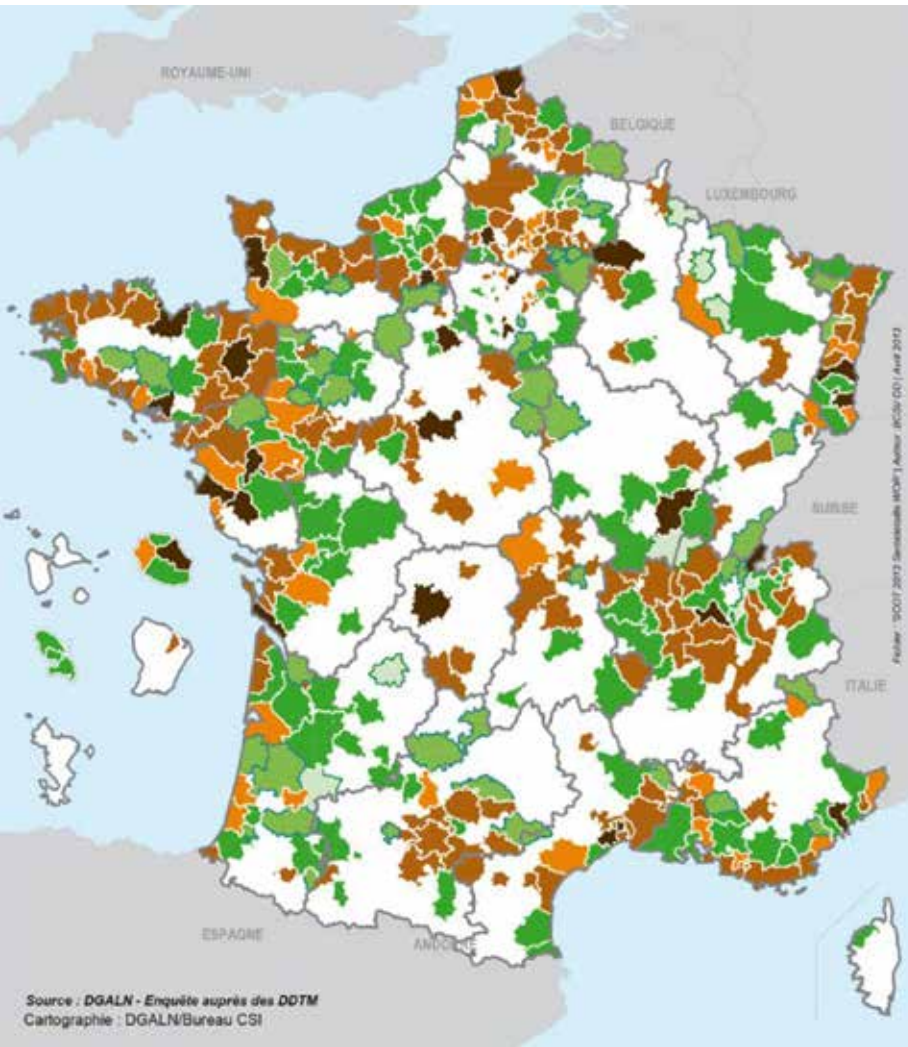 ROYAUME-UNI
BELGIQUE
LUXEMBOURG
SUISSE
ITALIE
ESPAGNE
ANDORRE
Source : DGALN - Enquête auprès des DDTM
Cartographie : DGALN/Bureau CSI